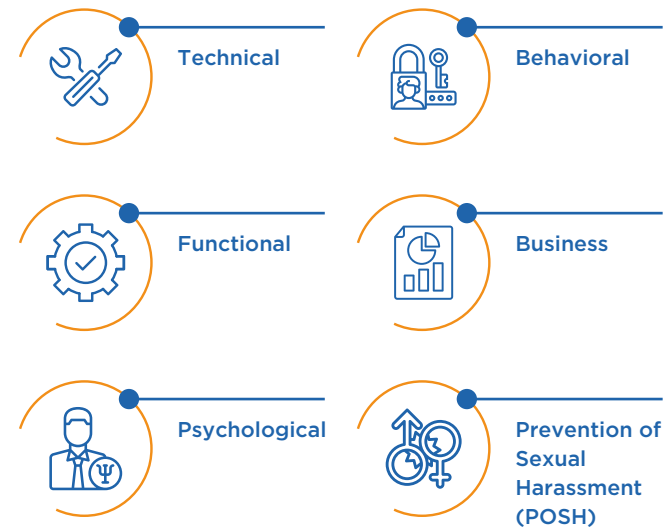 Technical
Behavioral
Functional
Business
Psychological
Prevention of
Sexual
Harassment
(POSH)